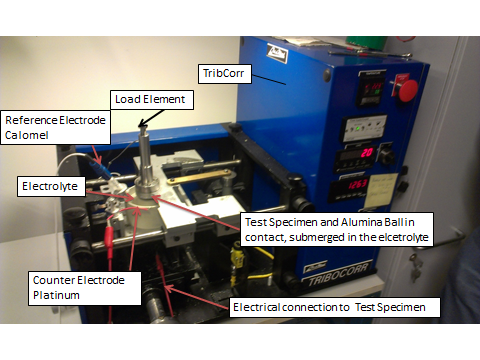 TribCorr
Load Element
Reference Electrode
Calomel
Electrolyte
Test Specimen and Alumina Ball in
contact, submerged in the elcetrolyte
Counter Electrode
Platinum
Electrical connection to Test Specimen
TRIBOCORR
20